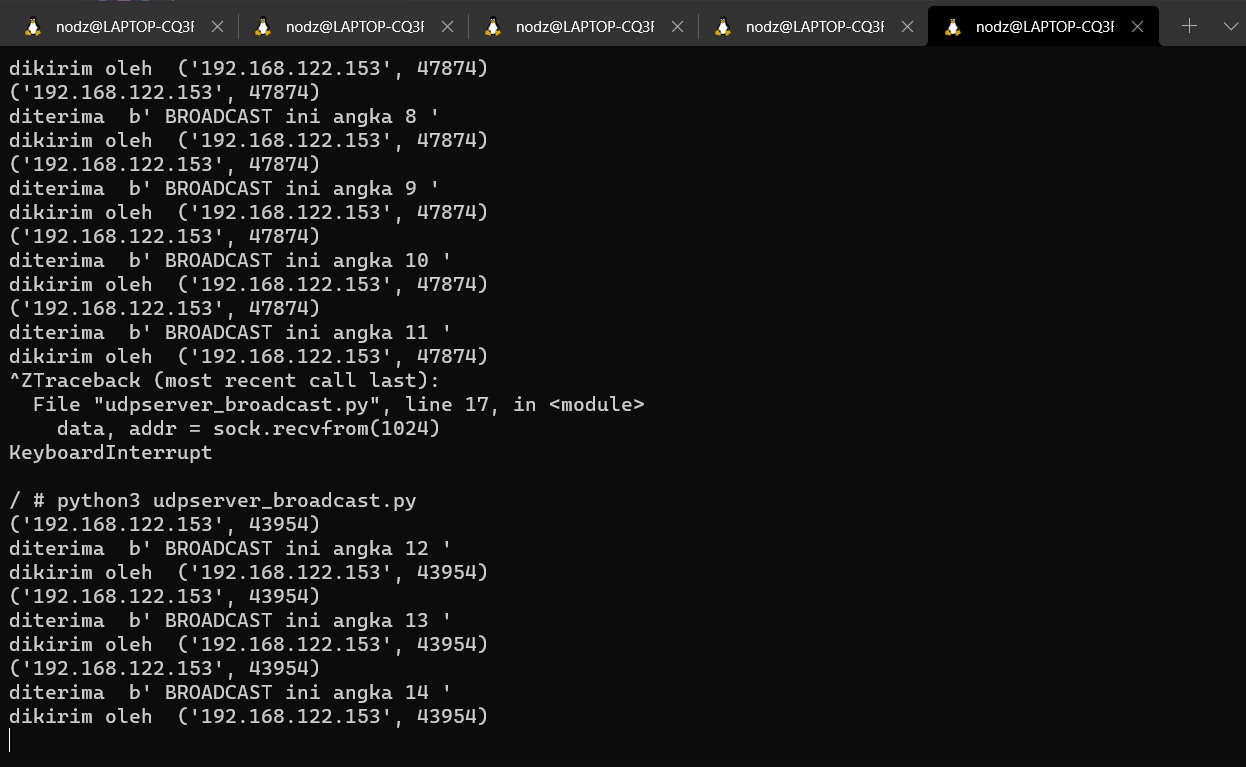 nodz@LAPTOP-CQ3F nodz@LAPTOP-CQ3F nodz@LAPTOP-CQ3F nodz@LAPTOP-CQ3F nodz@LAPTOP-CQ3F
dikirim oleh  ('192.168.122.153', 47874)
('192.168.122.153', 47874)
diterima  b' BROADCAST ini angka 8 '
dikirim oleh  ('192.168.122.153', 47874)
('192.168.122.153', 47874)
diterima  b' BROADCAST ini angka 9 '
dikirim oleh  ('192.168.122.153', 47874)
('192.168.122.153', 47874)
diterima  b' BROADCAST ini angka 10 '
dikirim oleh  ('192.168.122.153', 47874)
('192.168.122.153', 47874)
diterima  b' BROADCAST ini angka 11 '
dikirim oleh  ('192.168.122.153', 47874)
^ZTraceback (most recent call last):
  File "udpserver_broadcast.py", line 17, in <module>
    data, addr = sock.recvfrom(1024)
KeyboardInterrupt
/ # python3 udpserver_broadcast.py
('192.168.122.153', 43954)
diterima  b' BROADCAST ini angka 12 '
dikirim oleh  ('192.168.122.153', 43954)
('192.168.122.153', 43954)
diterima  b' BROADCAST ini angka 13 '
dikirim oleh  ('192.168.122.153', 43954)
('192.168.122.153', 43954)
diterima  b' BROADCAST ini angka 14 '
dikirim oleh  ('192.168.122.153', 43954)